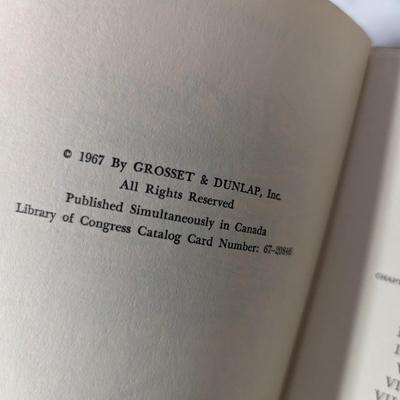 © 1967 By GROSSET & DUNLAP, Inc.
All Rights Reserved
Published Simultaneously in Canada
Library of Congress Catalog Card Number: 67-20846
CHAPT